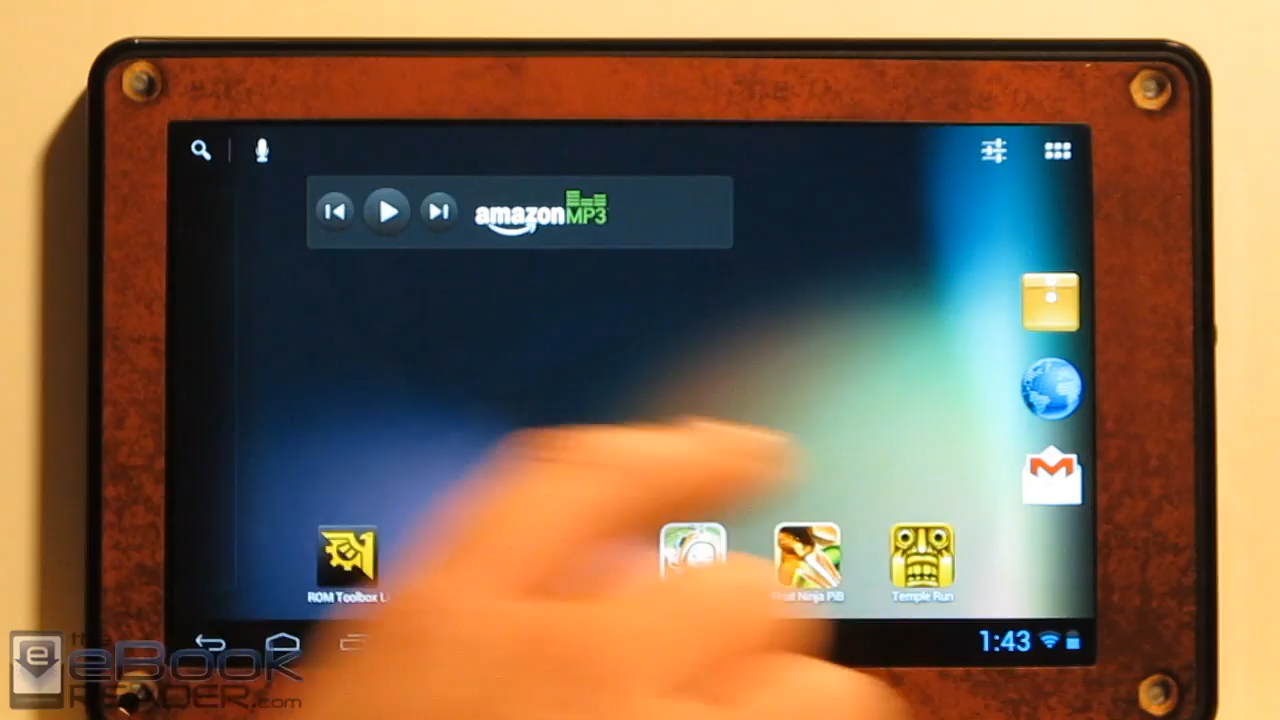 amazonMP3
ROM Toolbox L
Fruit Ninja PiB
Temple Run
1:43
the
eBook
READER.com